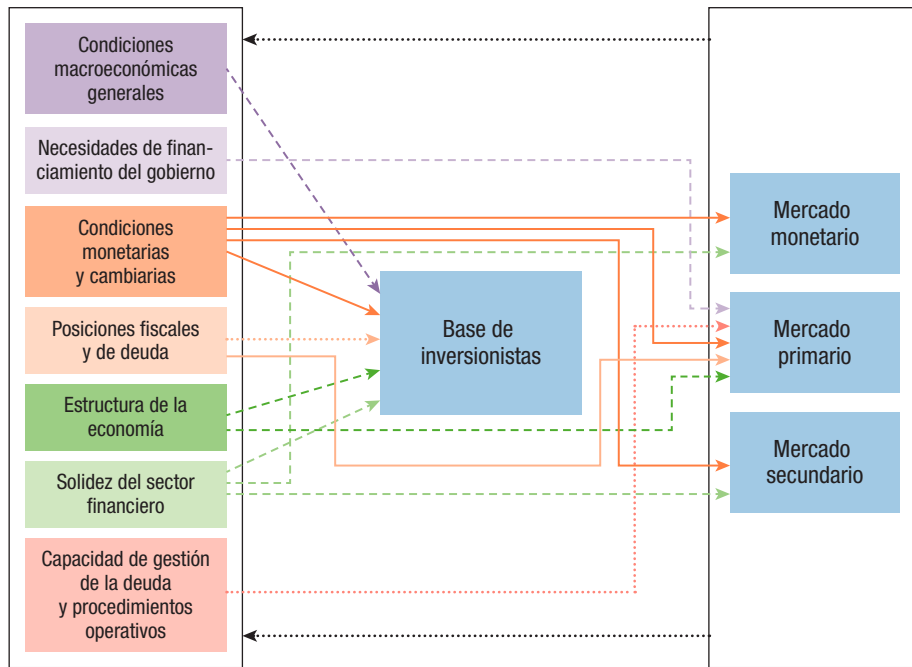 Condiciones
macroeconómicas
generales
Necesidades de finan-
ciamiento del gobierno
Condiciones
monetarias
y cambiarias
Posiciones fiscales
y de deuda
Estructura de la
economía
Solidez del sector
financiero
Capacidad de gestión
de la deuda
y procedimientos
operativos
Base de
inversionistas
Mercado
monetario
Mercado
primario
Mercado
secundario